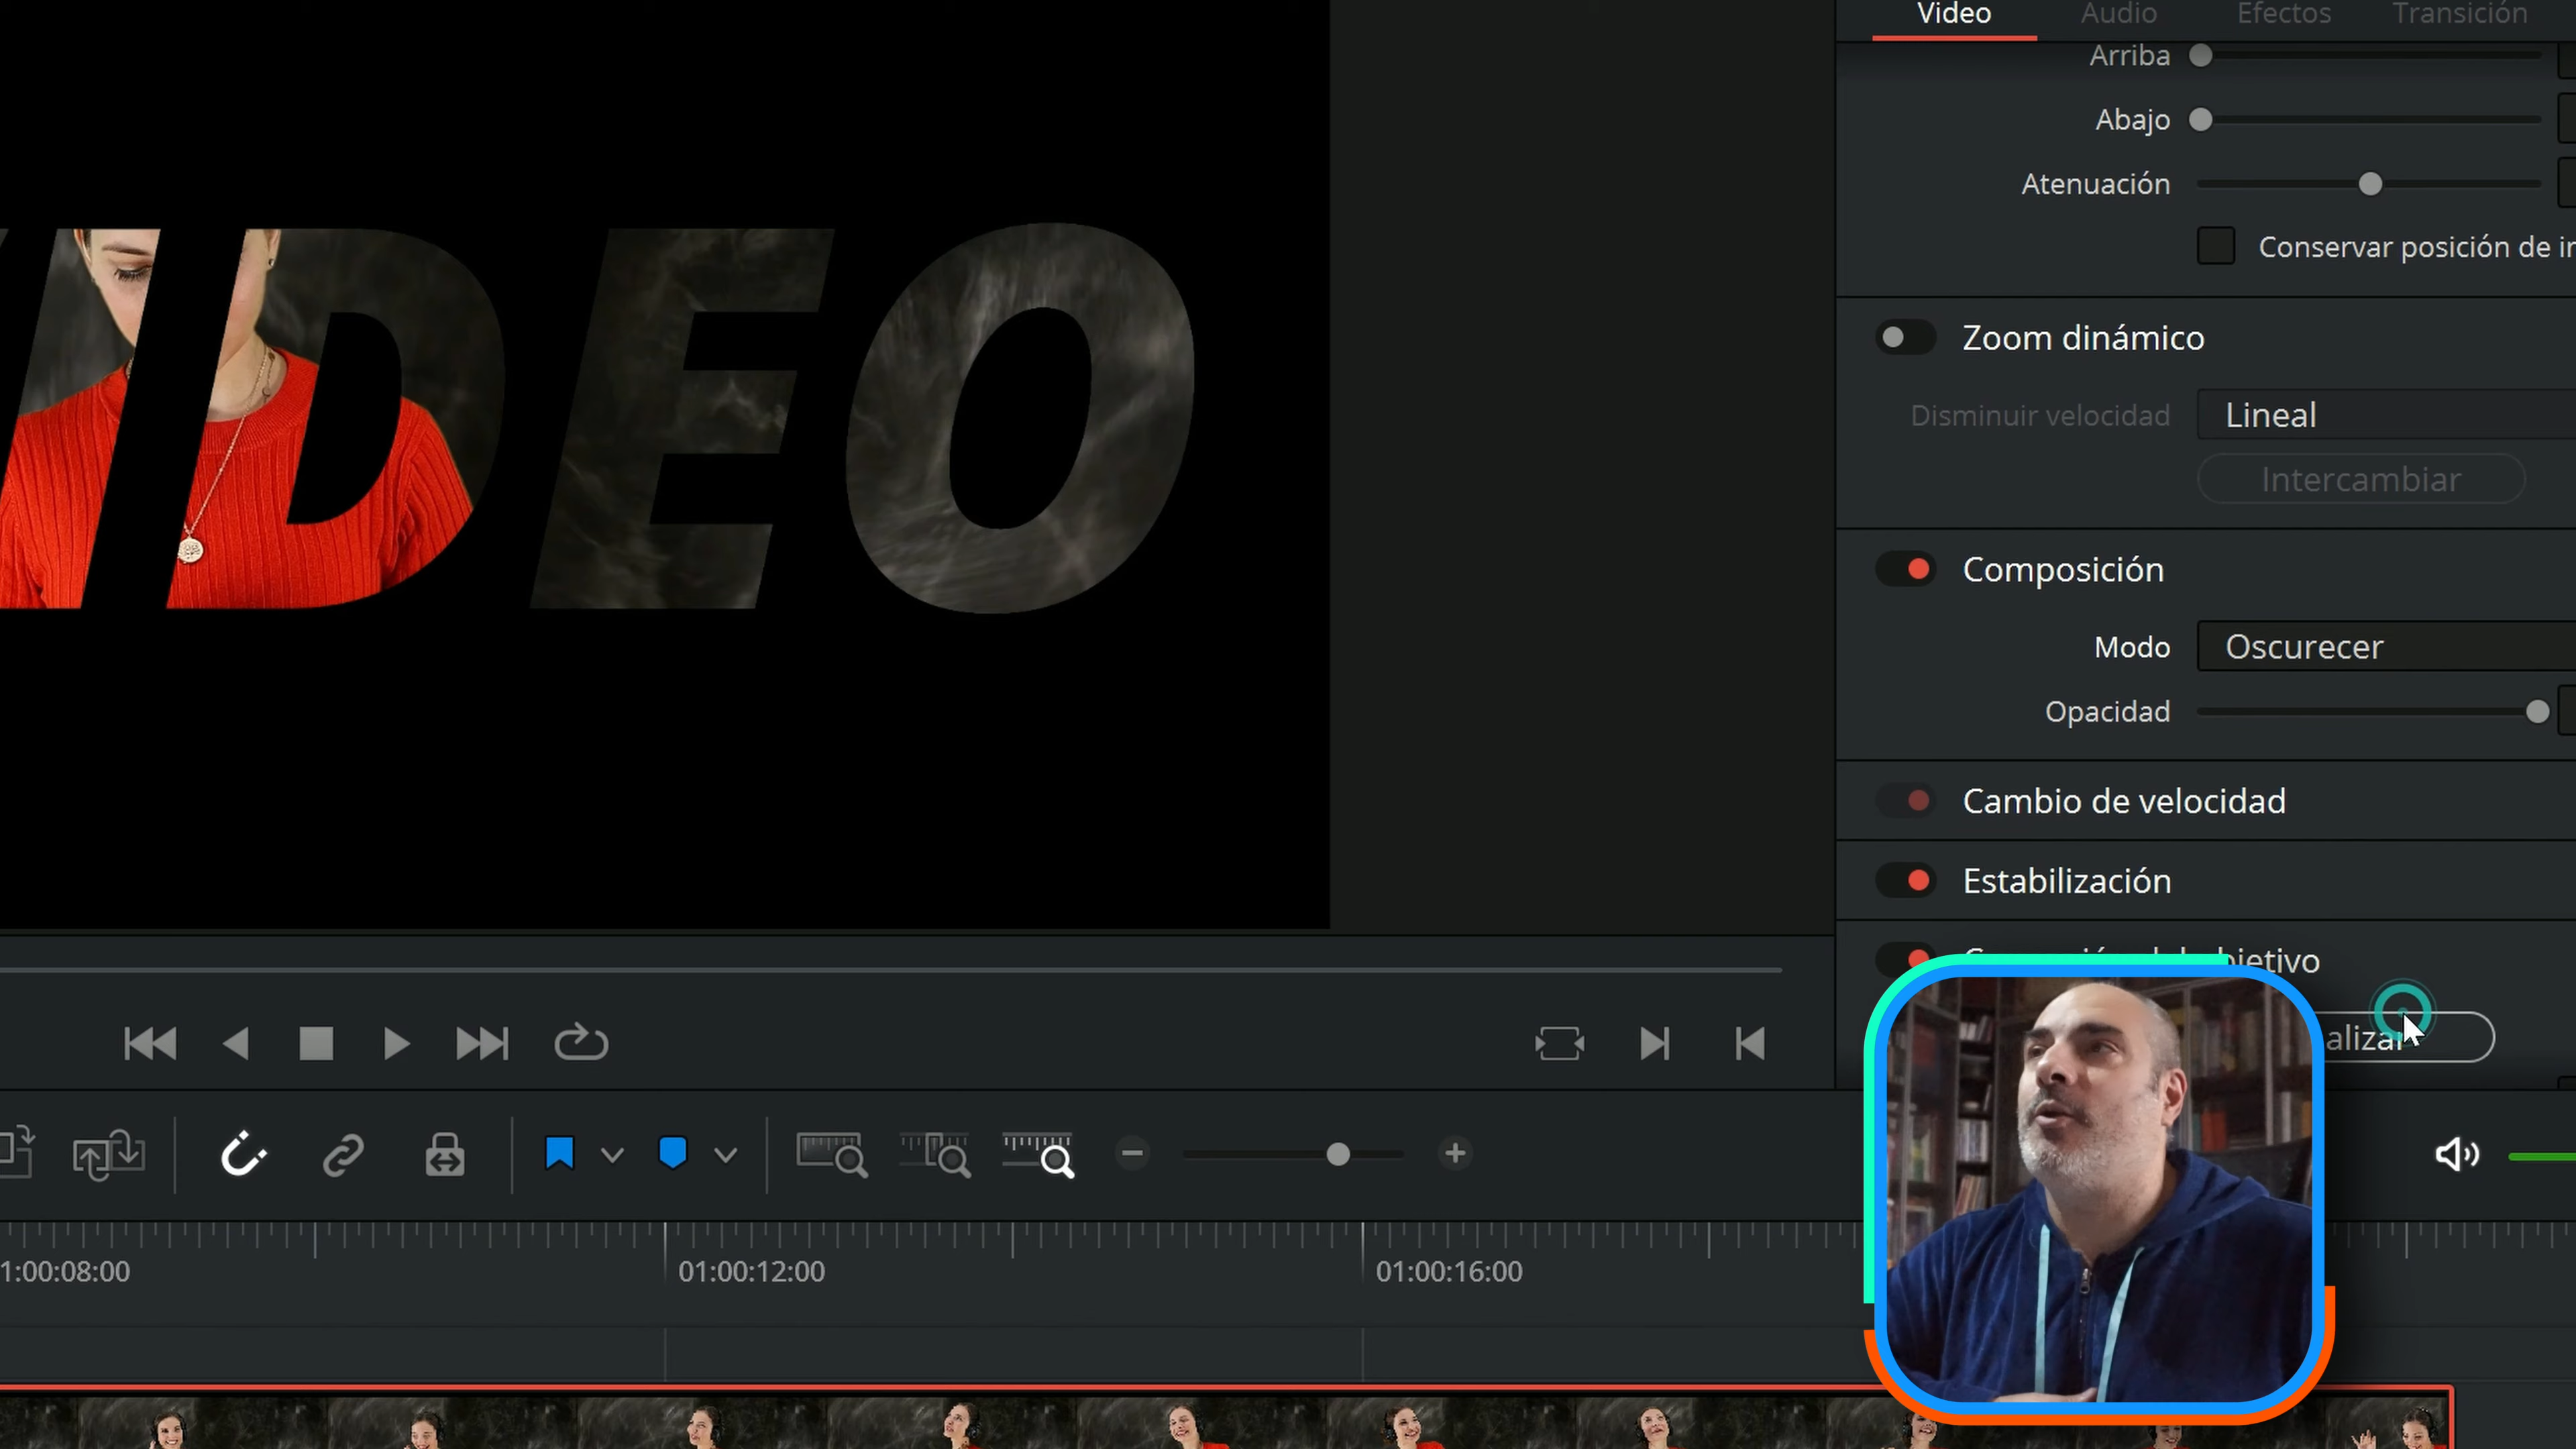 Video Audio Efectos Transición
Arriba
Abajo
Atenuación
Conservar posición de
Zoom dinámico
Disminuir velocidad Lineal
Intercambiar
Composición
Modo Oscurecer
Opacidad
Cambio de velocidad
Estabilización
VIDEO
1:00:08:00 01:00:12:00 01:00:16:00